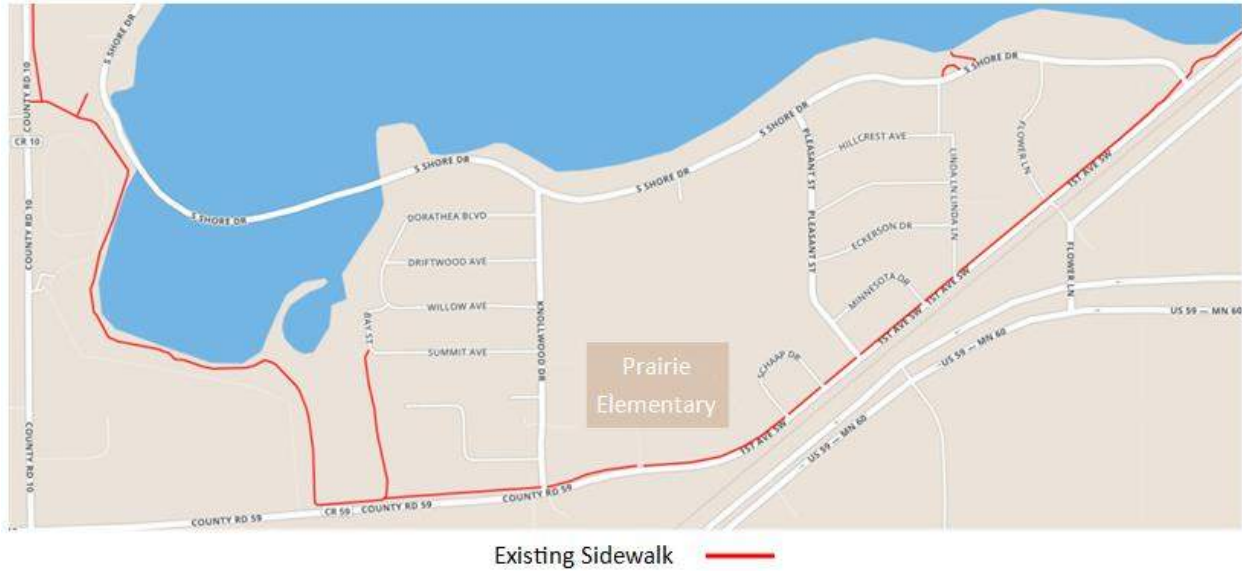 S SHORE DR
COUNTY RD 10
CR 10
S SHORE DR
S SHORE DR
S SHORE DR
S SHORE DR
S SHORE DR
PLEASANT ST
HILLCREST AVE
LINDA LN LINDA LN
FLOWER LN
1ST AVE SW
COUNTY RD 10
DORATHEA BLVD
PLEASANT ST
ECKERSON DR
DRIFTWOOD AVE
FLOWER LN
MINNESOTA DR
1ST AVE SW
WILLOW AVE
KNOLLWOOD DR
US 59 — MN 60
BAY ST
1ST AVE SW
SUMMIT AVE
US 59 — MN 60
Prairie
Elementary
SCHAAP DR
COUNTY RD 10
1ST AVE SW
US 59 — MN 60
COUNTY RD 59
CR 59
COUNTY RD 59
COUNTY RD 59
Existing Sidewalk